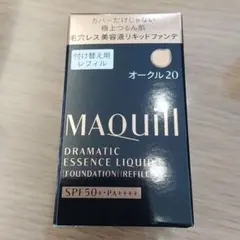 カバーだけじゃない
極上つるん肌
毛穴レス美容液リキッドファンデ
付け替え用
レフィル
オークル20
MAQuill
DRAMATIC
ESSENCE LIQUID
FOUNDATION(REFILL
SPF50+・PA++++